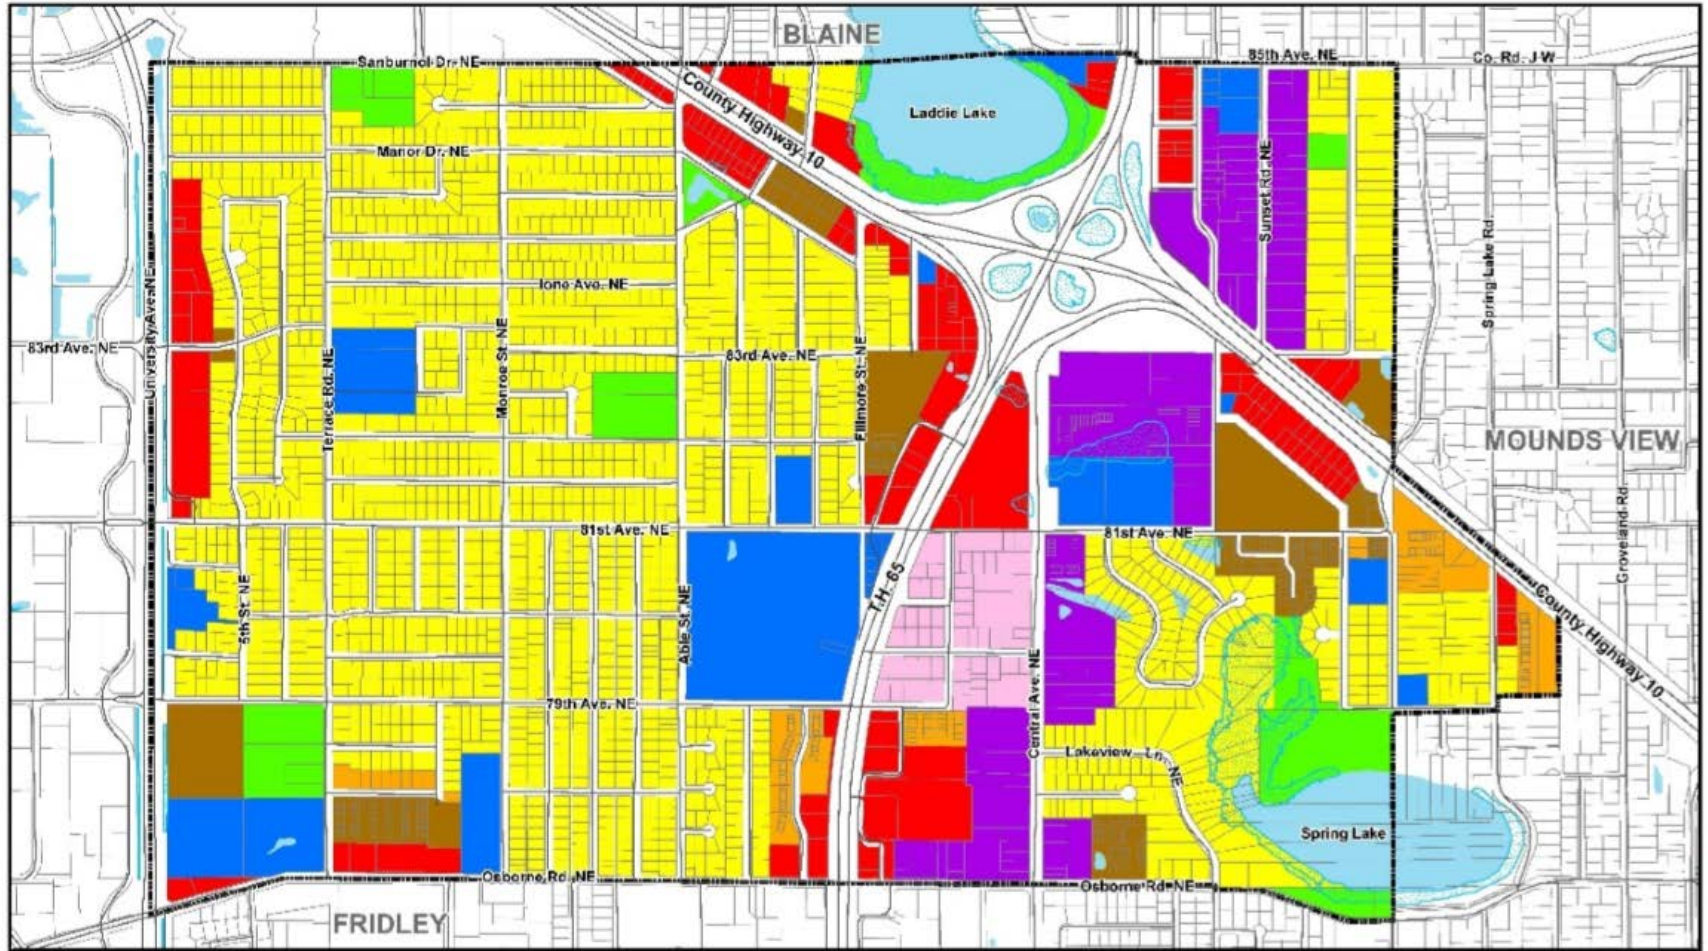 BLAINE
Sanburnol Dr. NE
85th Ave. NE
Co. Rd. J W
County Highway 10
Laddie Lake
Manor Dr. NE
Sunset Rd. NE
Spring Lake Rd.
University Ave NE
Ione Ave. NE
83rd Ave. NE
Terrace Rd. NE
Monroe St. NE
83rd Ave. NE
Fillmore St. NE
MOUNDS VIEW
Groveland Rd.
81st Ave. NE
81st Ave. NE
5th St. NE
Able St. NE
T.H. 65
County Highway 10
Central Ave. NE
79th Ave. NE
Lakeview Ln. NE
Spring Lake
Osborne Rd. NE
Osborne Rd. NE
FRIDLEY